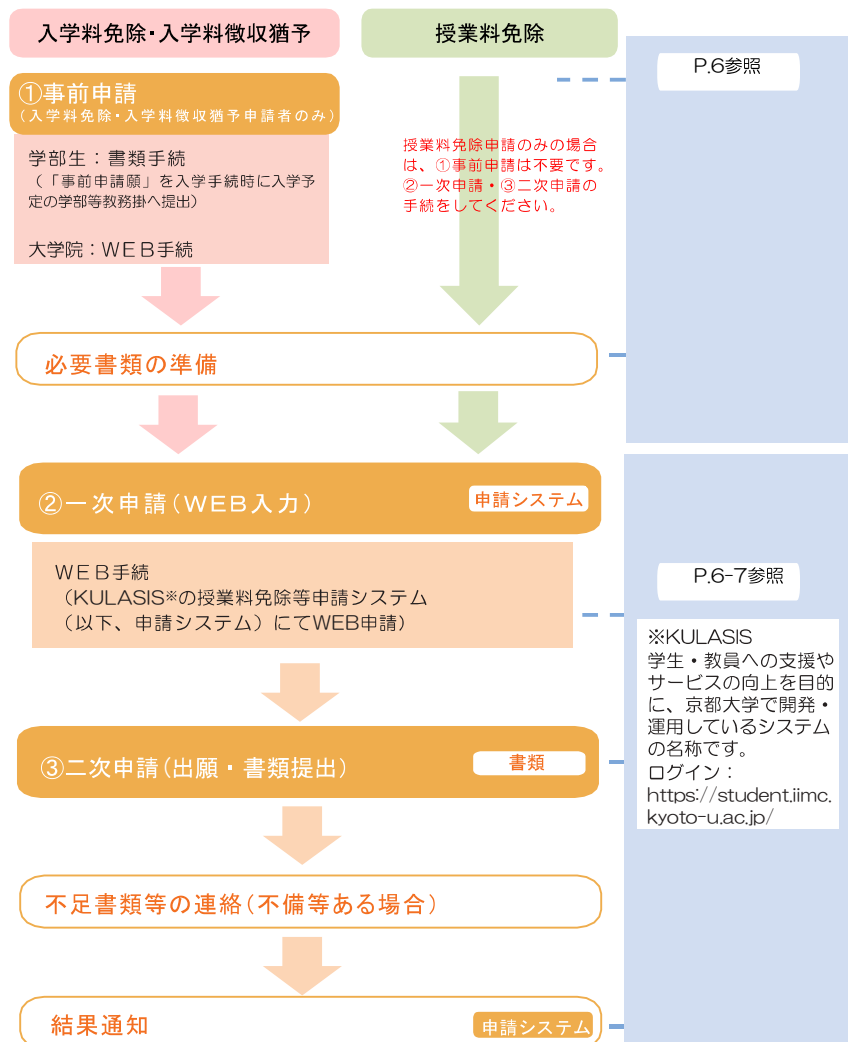 入学料免除・入学料徴収猶予
授業料免除
P.6参照
①事前申請
（入学料免除・入学料徴収猶予申請者のみ）
学部生：書類手続
（「事前申請願」を入学手続時に入学予
定の学部等教務掛へ提出）
大学院：ＷＥＢ手続
授業料免除申請のみの場合
は、①事前申請は不要です。
②一次申請・③二次申請の
手続をしてください。
必要書類の準備
②一次申請（ＷＥＢ入力）
申請システム
ＷＥＢ手続
（KULASIS※の授業料免除等申請システム
（以下、申請システム）にてWEB申請）
P.6-7参照
※KULASIS
学生・教員への支援や
サービスの向上を目的
に、京都大学で開発・
運用しているシステム
の名称です。
ログイン：
https://student.iimc.
kyoto-u.ac.jp/
③二次申請（出願・書類提出）
書類
不足書類等の連絡（不備等ある場合）
結果通知
申請システム